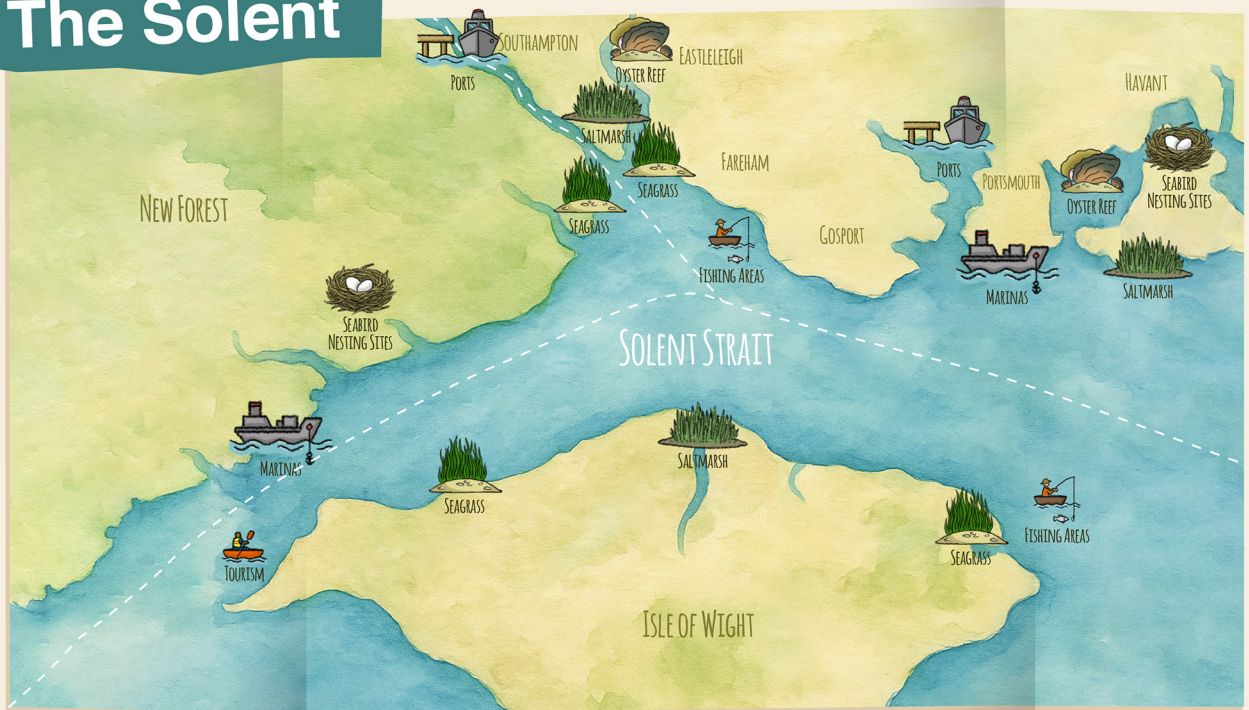 The Solent
Southampton
Ports
Oyster Reef
Eastleigh
Havant
Saltmarsh
Seagrass
Seagrass
Fareham
Ports
Portsmouth
Oyster Reef
Seabird
Nesting Sites
New Forest
Gosport
Fishing Areas
Marinas
Saltmarsh
Seabird
Nesting Sites
Solent Strait
Marinas
Seagrass
Saltmarsh
Seagrass
Fishing Areas
Tourism
Isle of Wight